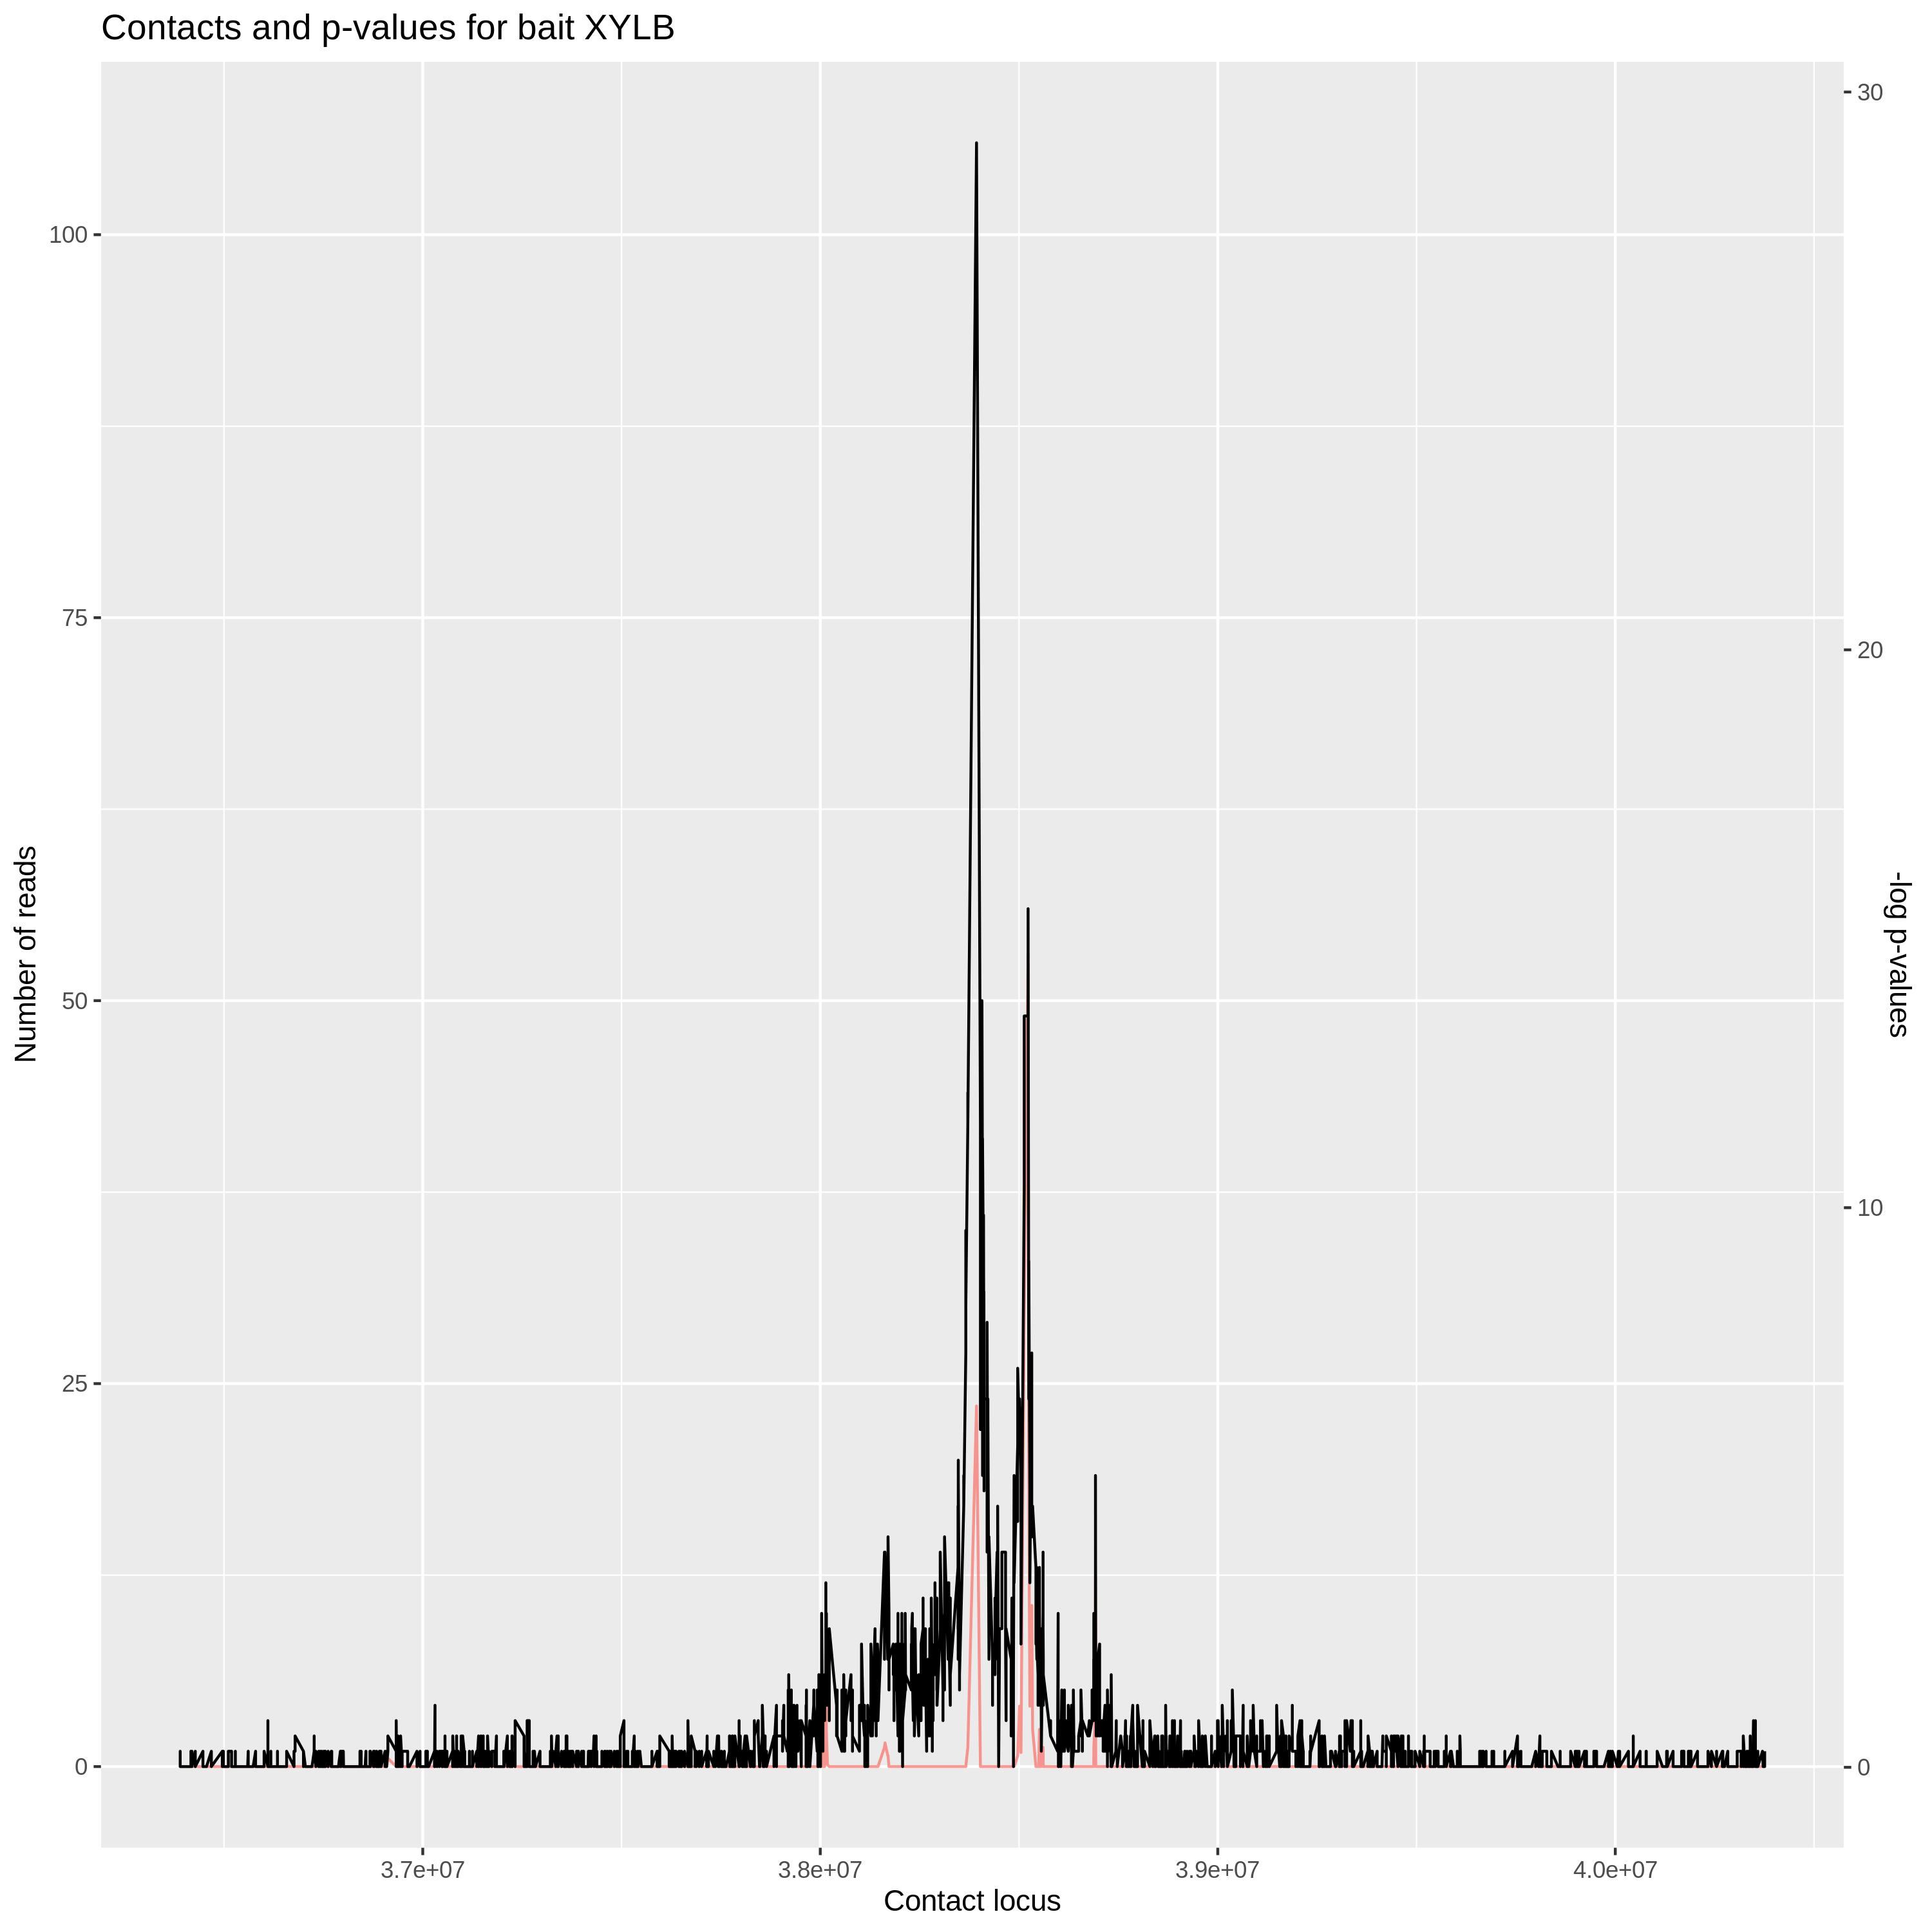 Contacts and p-values for bait XYLB
30
100
20
75
Number of reads
-log p-values
50
10
25
0
0
3.7e+07
3.8e+07
3.9e+07
4.0e+07
Contact locus